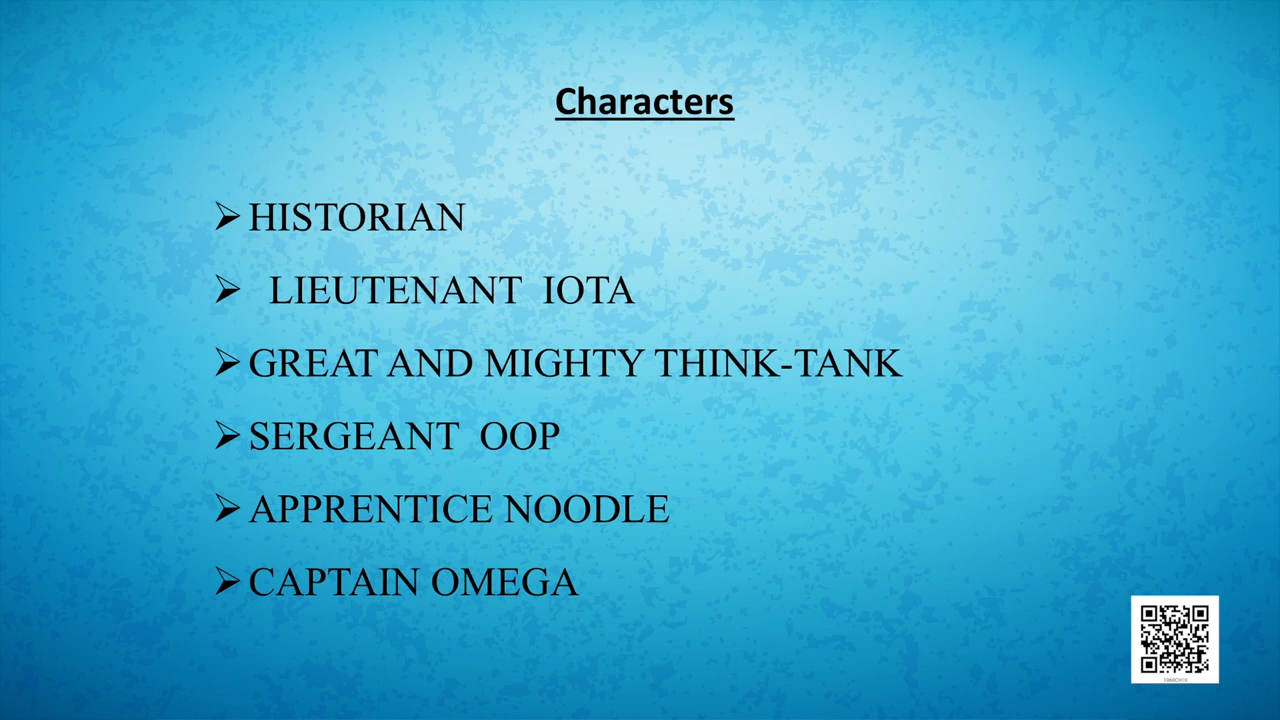 Characters
➢ HISTORIAN
➢ LIEUTENANT IOTA
➢ GREAT AND MIGHTY THINK-TANK
➢ SERGEANT OOP
➢ APPRENTICE NOODLE
➢ CAPTAIN OMEGA